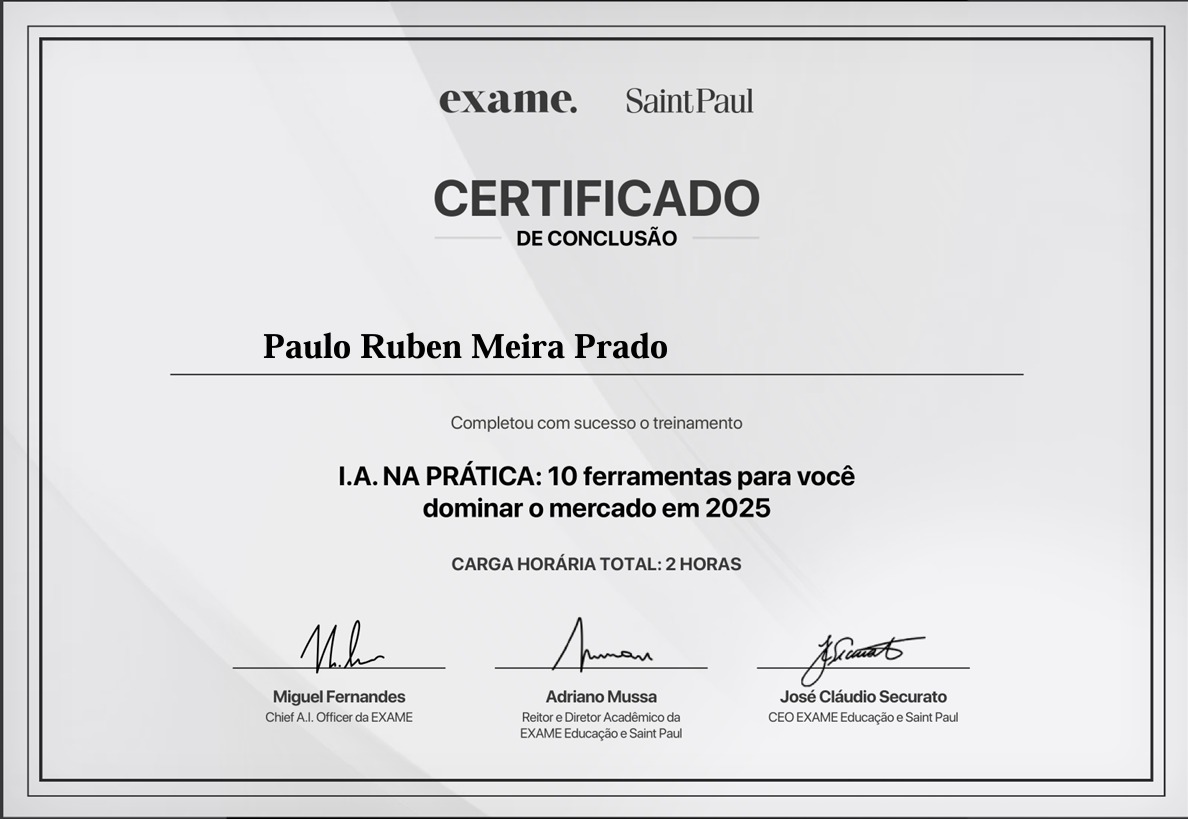 exame. SaintPaul
CERTIFICADO
DE CONCLUSÃO
Paulo Ruben Meira Prado
Completou com sucesso o treinamento
I.A. NA PRÁTICA: 10 ferramentas para você
dominar o mercado em 2025
CARGA HORÁRIA TOTAL: 2 HORAS
Miguel Fernandes
Chief A.I. Officer da EXAME
Adriano Mussa
Reitor e Diretor Acadêmico da
EXAME Educação e Saint Paul
José Cláudio Securato
CEO EXAME Educação e Saint Paul